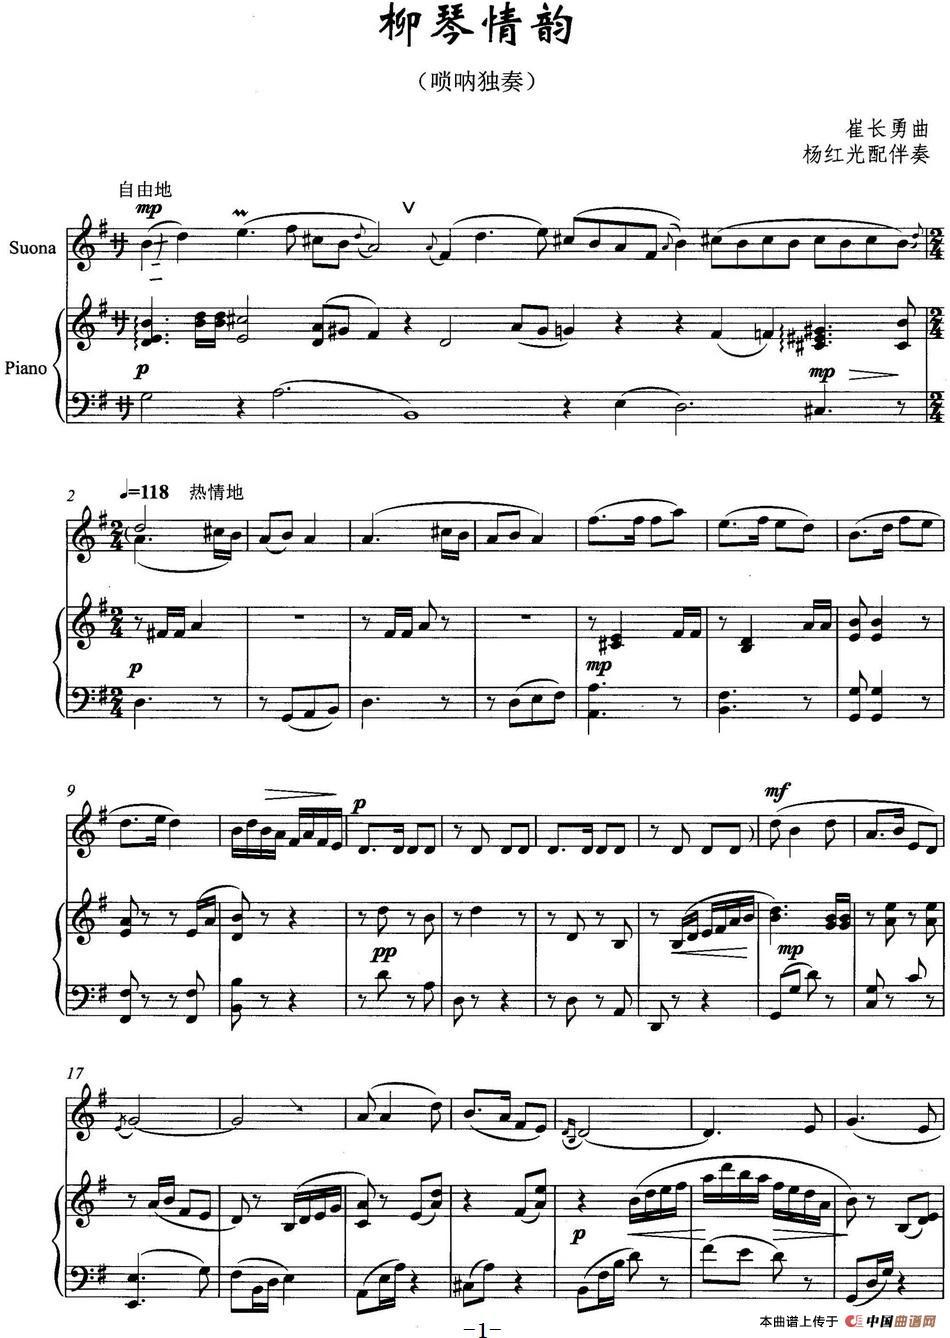 柳琴情韵
（唢呐独奏）
崔长勇曲
杨红光配伴奏
自由地
mp
Suona
Piano
p
mp
2
♩=118 热情地
p
mp
9
p
mf
pp
mp
17
p
-1-
本曲谱上传于 中国曲谱网